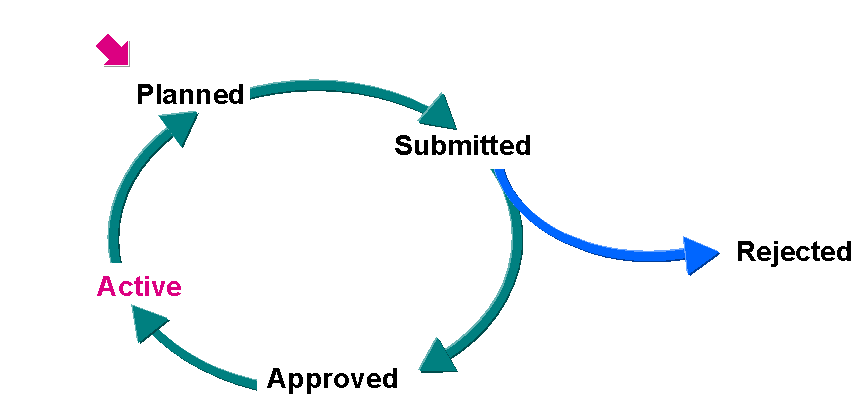 Planned
Submitted
Rejected
Active
Approved